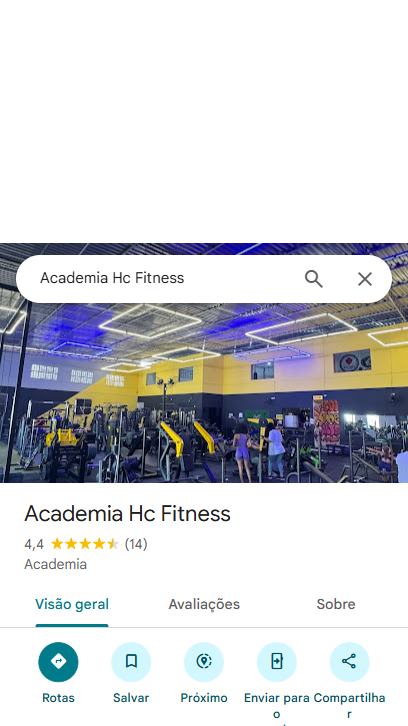 Academia Hc Fitness
Academia Hc Fitness
4,4 (14)
Academia
Visão geral Avaliações Sobre
Rotas Salvar Próximo Enviar para o Compartilhar